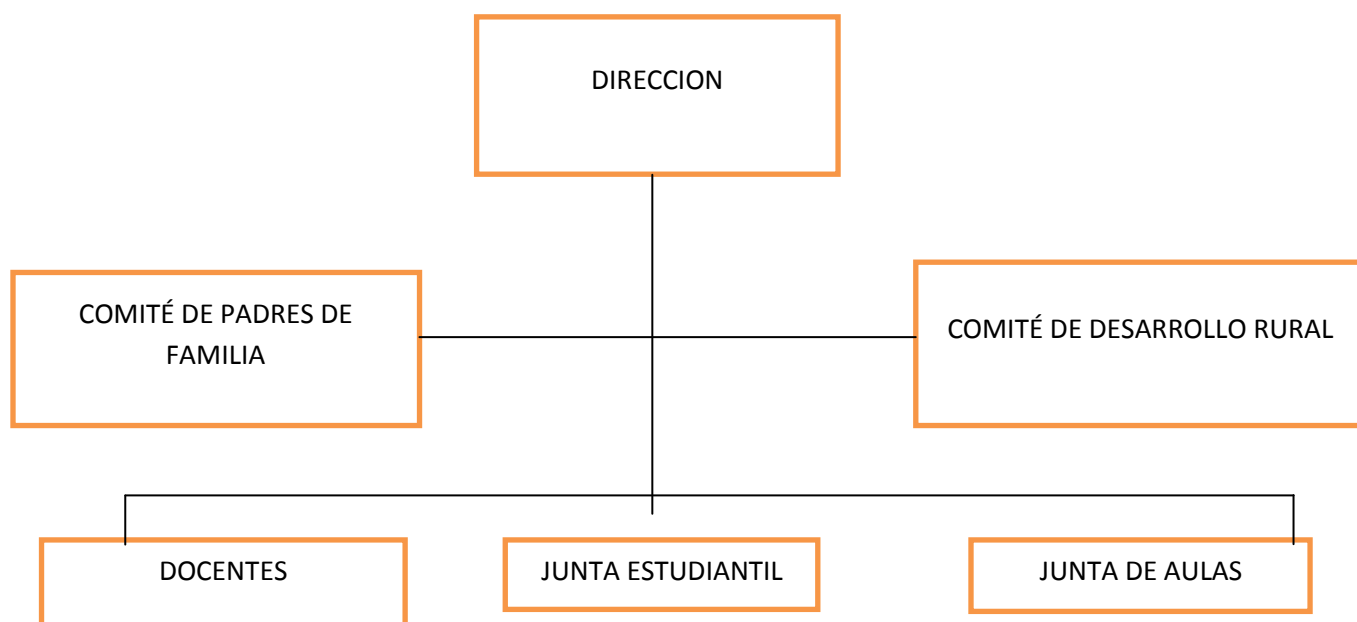 DIRECCION
COMITÉ DE PADRES DE
FAMILIA
COMITÉ DE DESARROLLO RURAL
DOCENTES
JUNTA ESTUDIANTIL
JUNTA DE AULAS